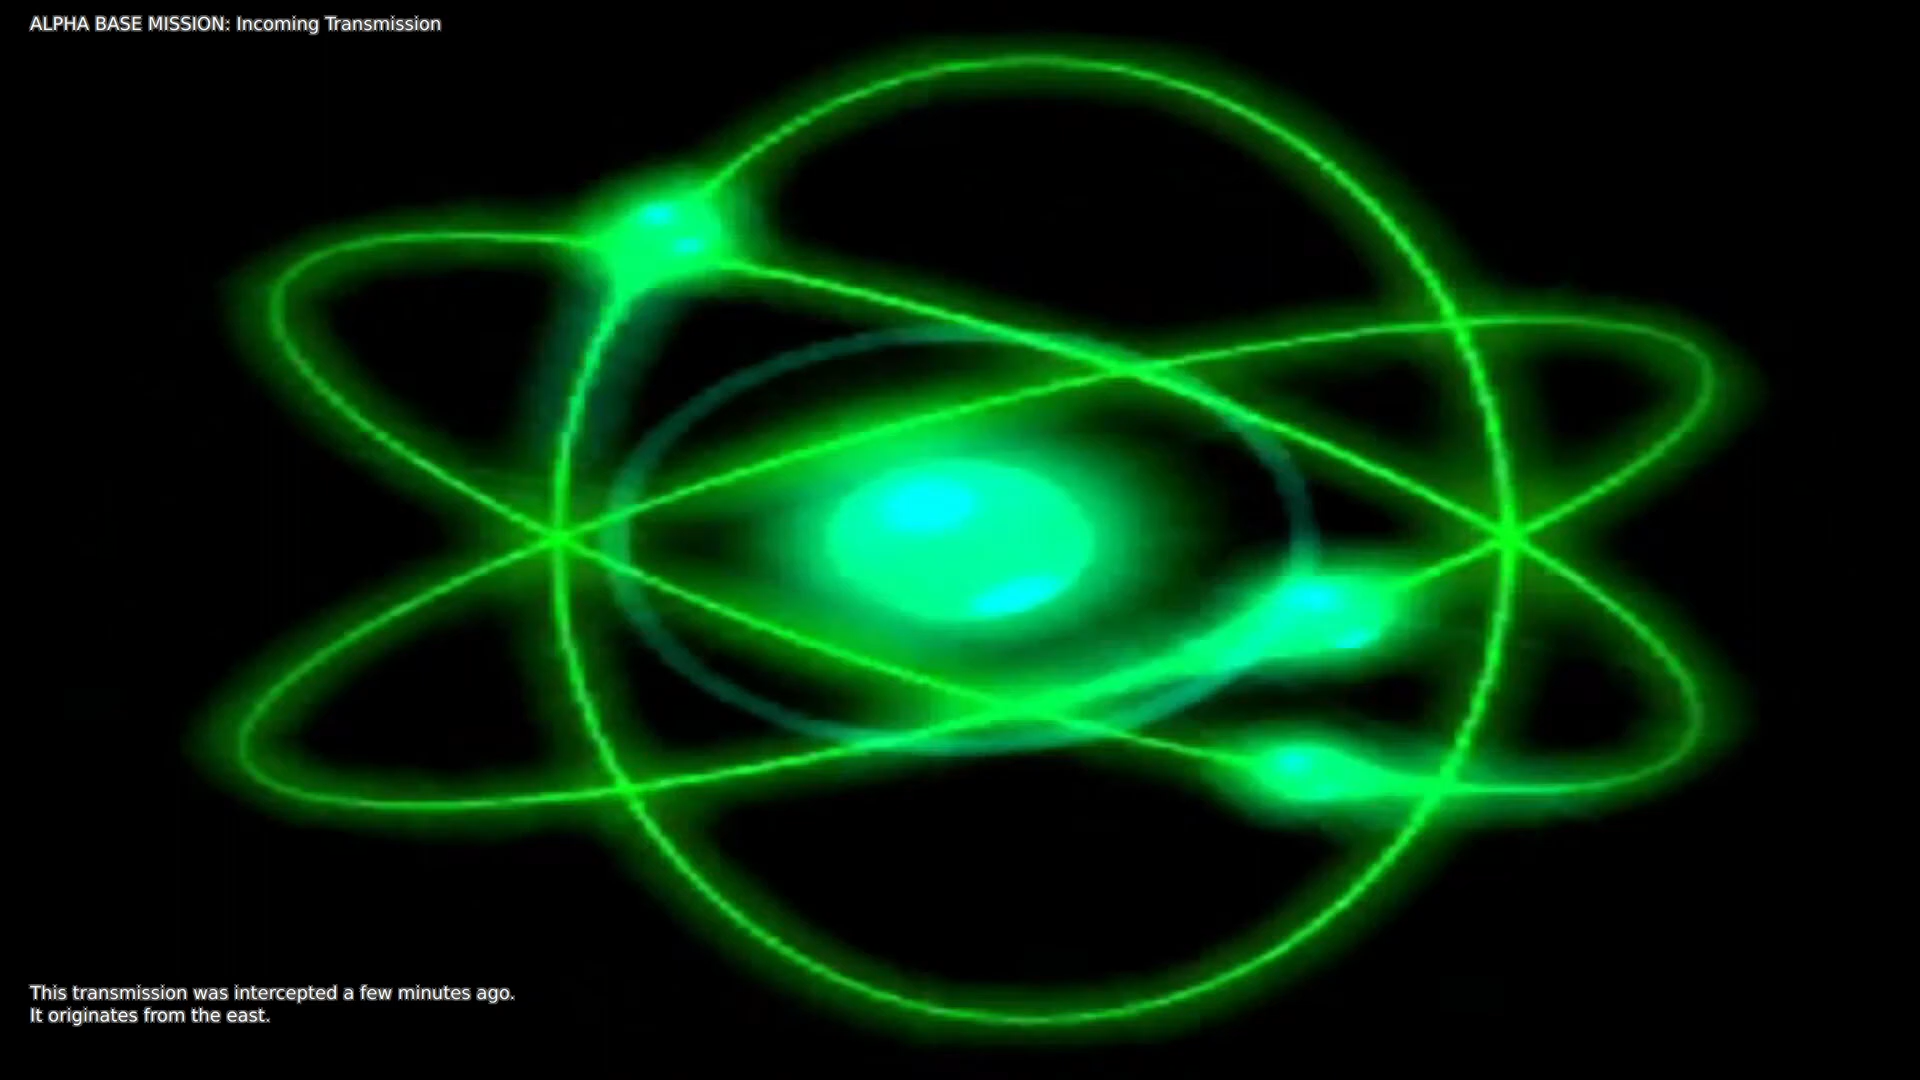 ALPHA BASE MISSION: Incoming Transmission
This transmission was intercepted a few minutes ago.
It originates from the east.